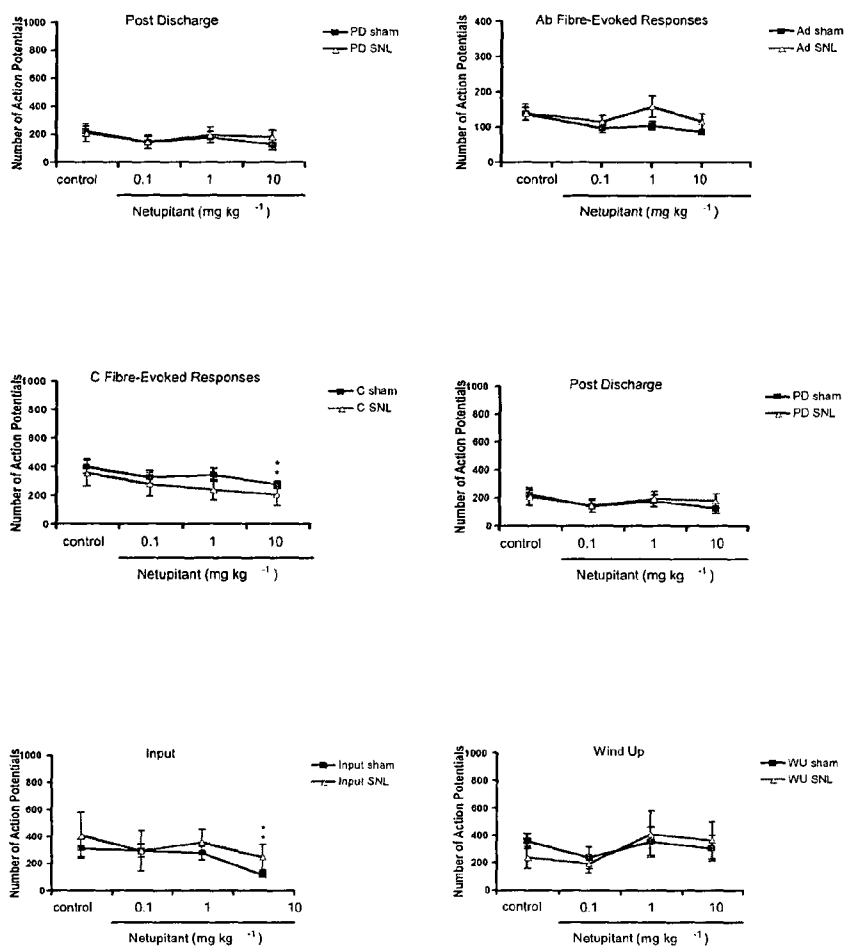 Post Discharge
PD sham
PD SNL
Number of Action Potentials
1000
800
600
400
200
0
control 0.1 1 10
Netupitant (mg kg -1)
Ab Fibre-Evoked Responses
Ad sham
Ad SNL
Number of Action Potentials
400
300
200
100
0
control 0.1 1 10
Netupitant (mg kg -1)
C Fibre-Evoked Responses
C sham
C SNL
Number of Action Potentials
1000
800
600
400
200
0
*
*
control 0.1 1 10
Netupitant (mg kg -1)
Post Discharge
PD sham
PD SNL
Number of Action Potentials
1000
800
600
400
200
0
control 0.1 1 10
Netupitant (mg kg -1)
Input
Input sham
Input SNL
Number of Action Potentials
1000
800
600
400
200
0
*
*
control 0.1 1 10
Netupitant (mg kg -1)
Wind Up
WU sham
WU SNL
Number of Action Potentials
1000
800
600
400
200
0
control 0.1 1 10
Netupitant (mg kg -1)